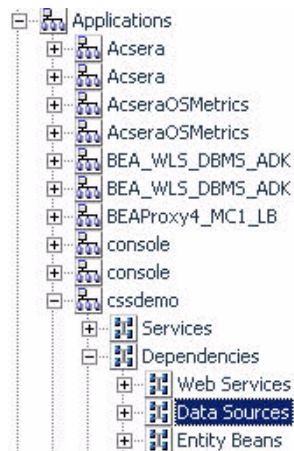 Applications
Acsera
Acsera
AcseraOSMetrics
AcseraOSMetrics
BEA_WLS_DBMS_ADK
BEA_WLS_DBMS_ADK
BEAProxy4_MC1_LB
console
console
cssdemo
Services
Dependencies
Web Services
Data Sources
Entity Beans